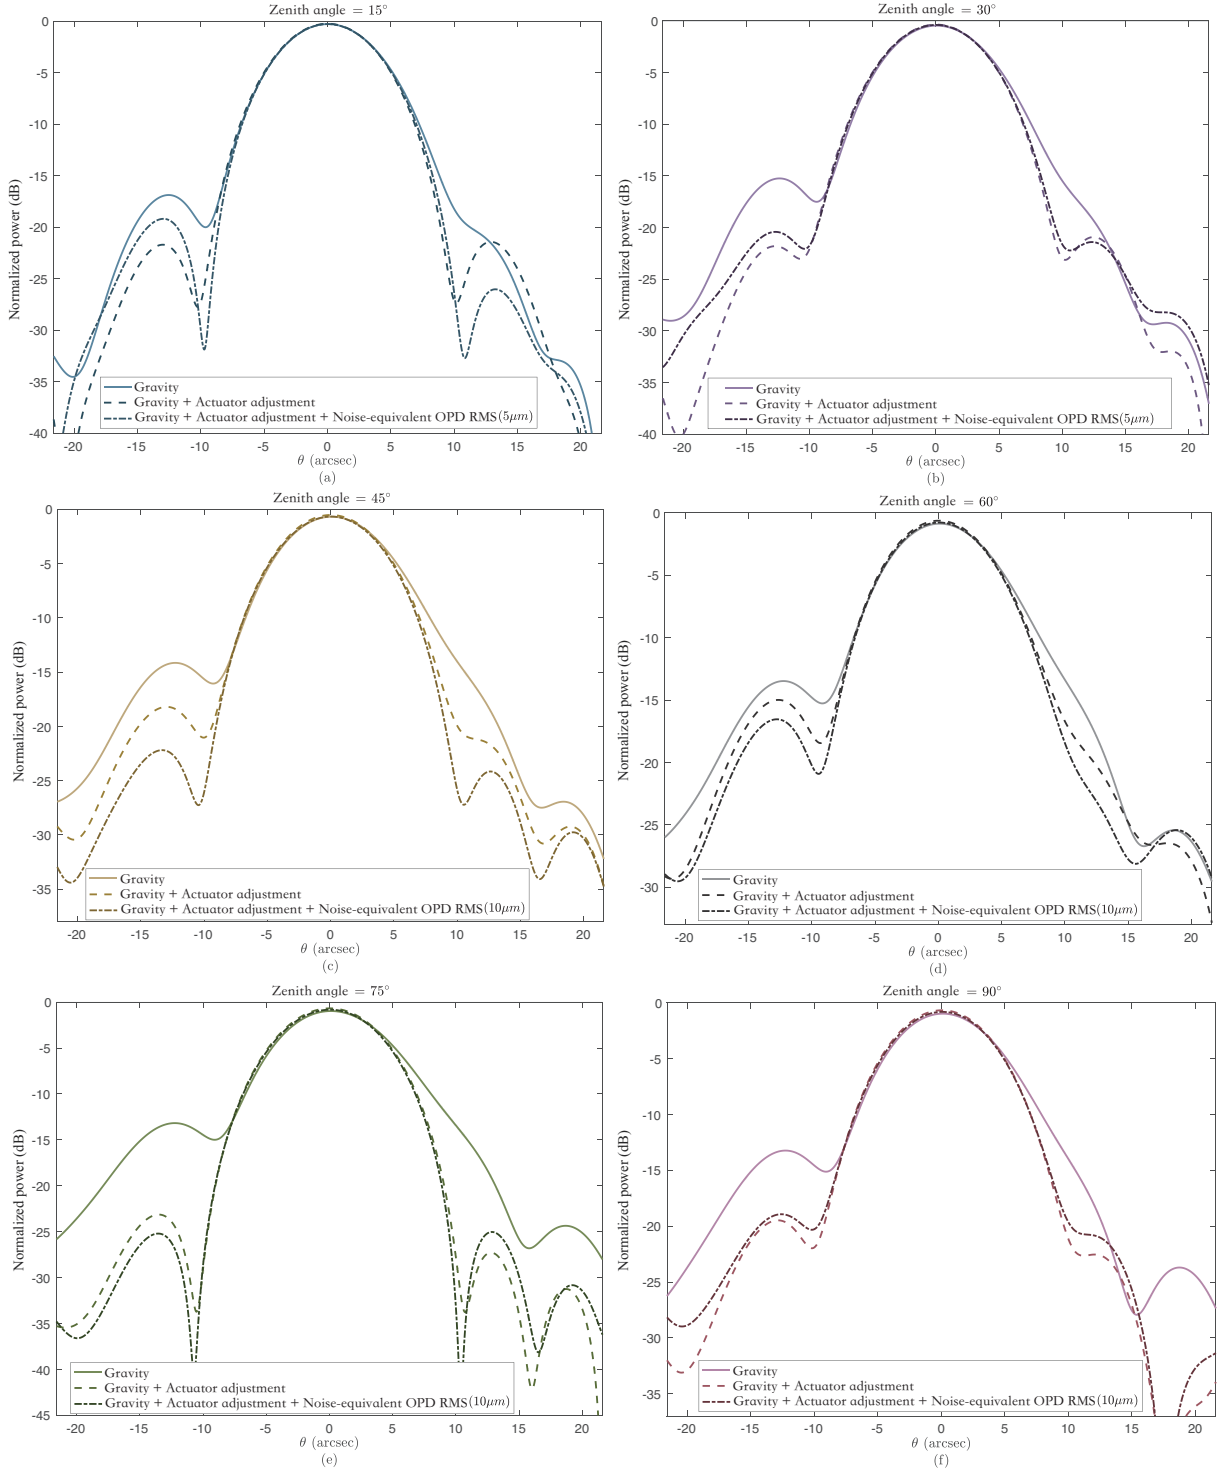 Zenith angle = 15°
Normalized power (dB)
0
-5
-10
-15
-20
-25
-30
-35
-40
Gravity
Gravity + Actuator adjustment
Gravity + Actuator adjustment + Noise-equivalent OPD RMS(5μm)
-20 -15 -10 -5 0 5 10 15 20
θ (arcsec)
(a)
Zenith angle = 30°
Normalized power (dB)
0
-5
-10
-15
-20
-25
-30
-35
-40
Gravity
Gravity + Actuator adjustment
Gravity + Actuator adjustment + Noise-equivalent OPD RMS(5μm)
-20 -15 -10 -5 0 5 10 15 20
θ (arcsec)
(b)
Zenith angle = 45°
Normalized power (dB)
0
-5
-10
-15
-20
-25
-30
-35
Gravity
Gravity + Actuator adjustment
Gravity + Actuator adjustment + Noise-equivalent OPD RMS(10μm)
-20 -15 -10 -5 0 5 10 15 20
θ (arcsec)
(c)
Zenith angle = 60°
Normalized power (dB)
0
-5
-10
-15
-20
-25
-30
Gravity
Gravity + Actuator adjustment
Gravity + Actuator adjustment + Noise-equivalent OPD RMS(10μm)
-20 -15 -10 -5 0 5 10 15 20
θ (arcsec)
(d)
Zenith angle = 75°
Normalized power (dB)
0
-5
-10
-15
-20
-25
-30
-35
-40
-45
Gravity
Gravity + Actuator adjustment
Gravity + Actuator adjustment + Noise-equivalent OPD RMS(10μm)
-20 -15 -10 -5 0 5 10 15 20
θ (arcsec)
(e)
Zenith angle = 90°
Normalized power (dB)
0
-5
-10
-15
-20
-25
-30
-35
Gravity
Gravity + Actuator adjustment
Gravity + Actuator adjustment + Noise-equivalent OPD RMS(10μm)
-20 -15 -10 -5 0 5 10 15 20
θ (arcsec)
(f)